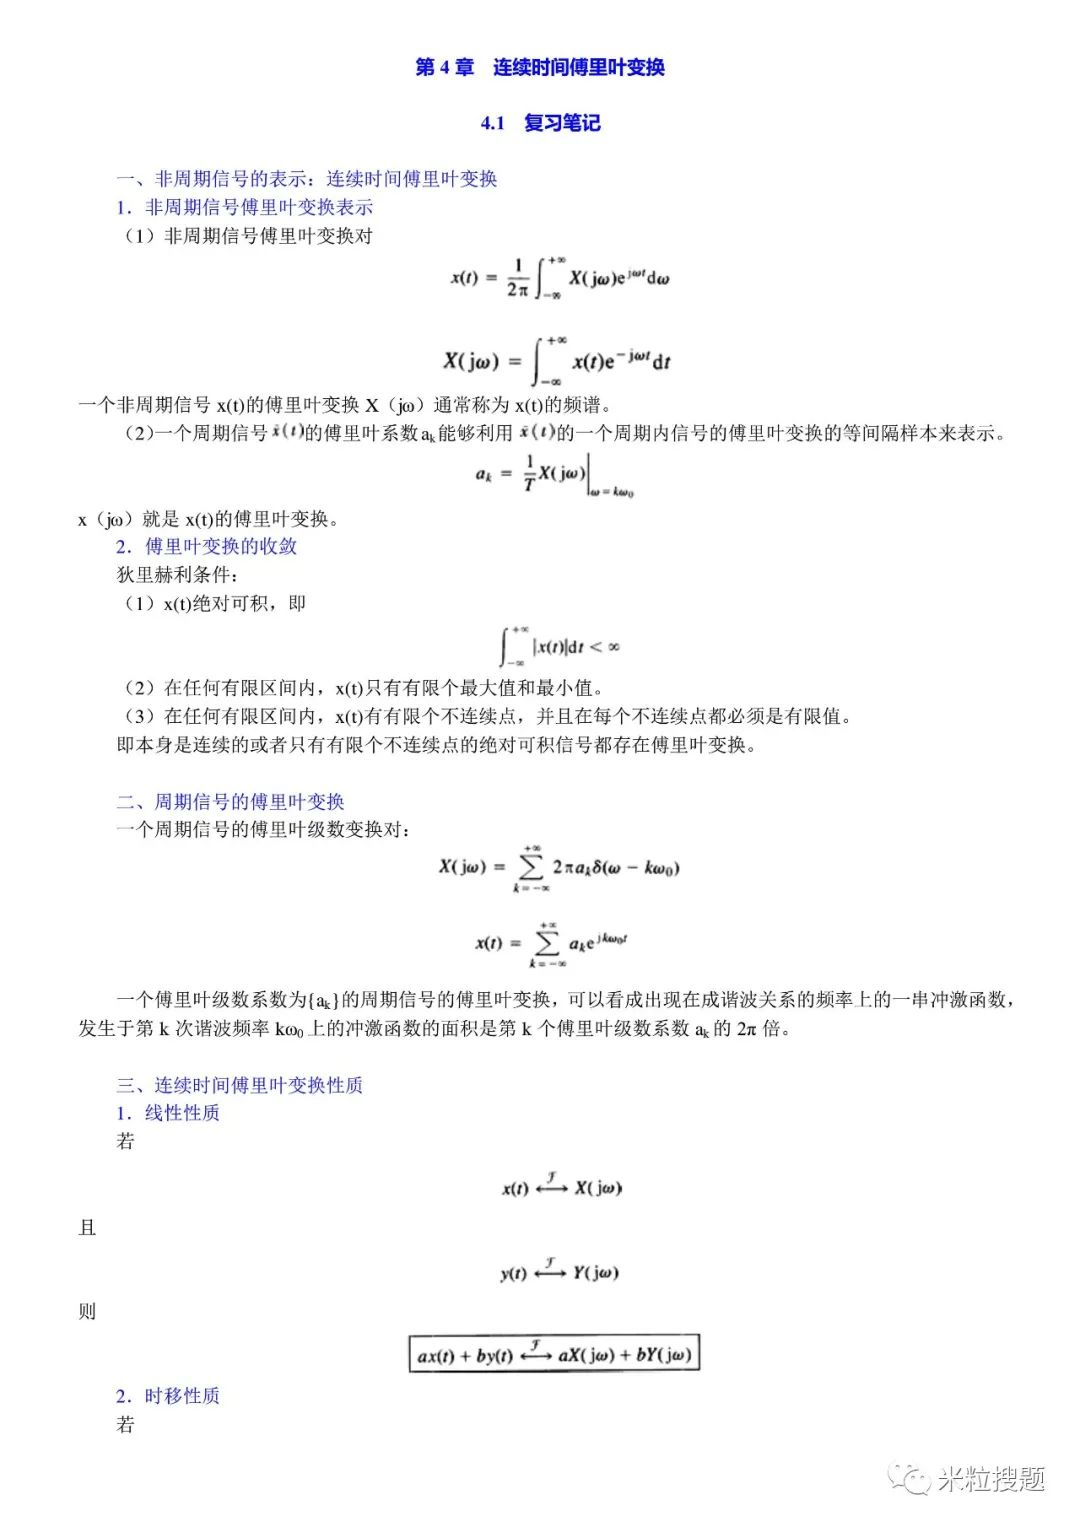 第 4 章 连续时间傅里叶变换
4.1 复习笔记
一、非周期信号的表示：连续时间傅里叶变换
1．非周期信号傅里叶变换表示
（1）非周期信号傅里叶变换对
x(t) = \frac{1}{2π} ∫_{-∞}^{+∞} X(jω)e^{jωt}dω
X(jω) = ∫_{-∞}^{+∞} x(t)e^{-jωt}dt
一个非周期信号 x(t)的傅里叶变换 X（jω）通常称为 x(t)的频谱。
（2）一个周期信号 x̃(t)的傅里叶系数 a_k 能够利用 x̃(t)的一个周期内信号的傅里叶变换的等间隔样本来表示。
a_k = \frac{1}{T}X(jω)|_{ω=kω_0}
x（jω）就是 x(t)的傅里叶变换。
2．傅里叶变换的收敛
狄里赫利条件：
（1）x(t)绝对可积，即
∫_{-∞}^{+∞} |x(t)|dt < ∞
（2）在任何有限区间内，x(t)只有有限个最大值和最小值。
（3）在任何有限区间内，x(t)有有限个不连续点，并且在每个不连续点都必须是有限值。
即本身是连续的或者只有有限个不连续点的绝对可积信号都存在傅里叶变换。
二、周期信号的傅里叶变换
一个周期信号的傅里叶级数变换对：
X(jω) = ∑_{k=-∞}^{+∞} 2πa_kδ(ω - kω_0)
x(t) = ∑_{k=-∞}^{+∞} a_k e^{jkω_0t}
一个傅里叶级数系数为{a_k}的周期信号的傅里叶变换，可以看成出现在成谐波关系的频率上的一串冲激函数，
发生于第 k 次谐波频率 kω_0 上的冲激函数的面积是第 k 个傅里叶级数系数 a_k 的 2π 倍。
三、连续时间傅里叶变换性质
1．线性性质
若
x(t) \overset{ℱ}{⟷} X(jω)
且
y(t) \overset{ℱ}{⟷} Y(jω)
则
ax(t) + by(t) \overset{ℱ}{⟷} aX(jω) + bY(jω)
2．时移性质
若
米粒搜题